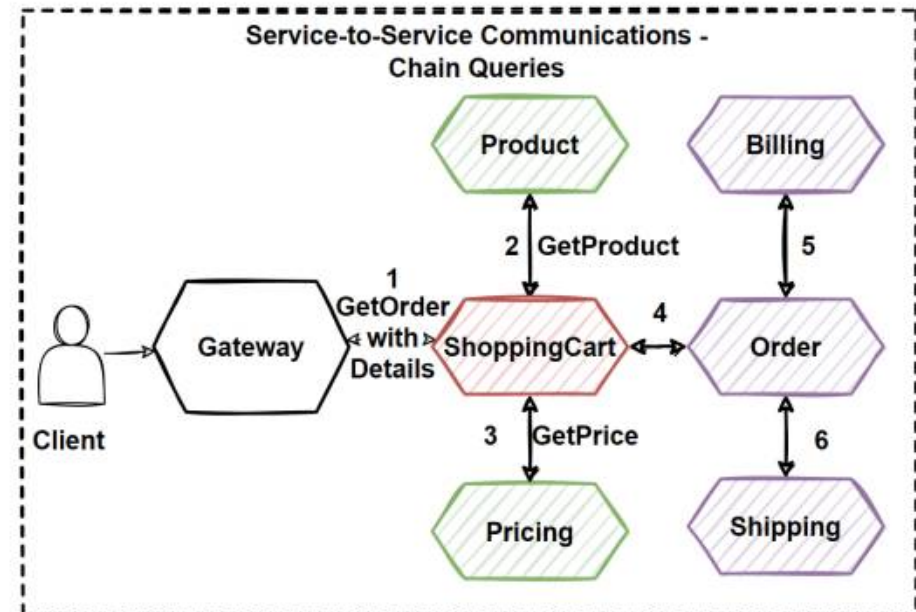 Service-to-Service Communications -
Chain Queries
Product
Billing
2 GetProduct
5
1
GetOrder
with
Details
Gateway
ShoppingCart
4
Order
Client
3 GetPrice
6
Pricing
Shipping